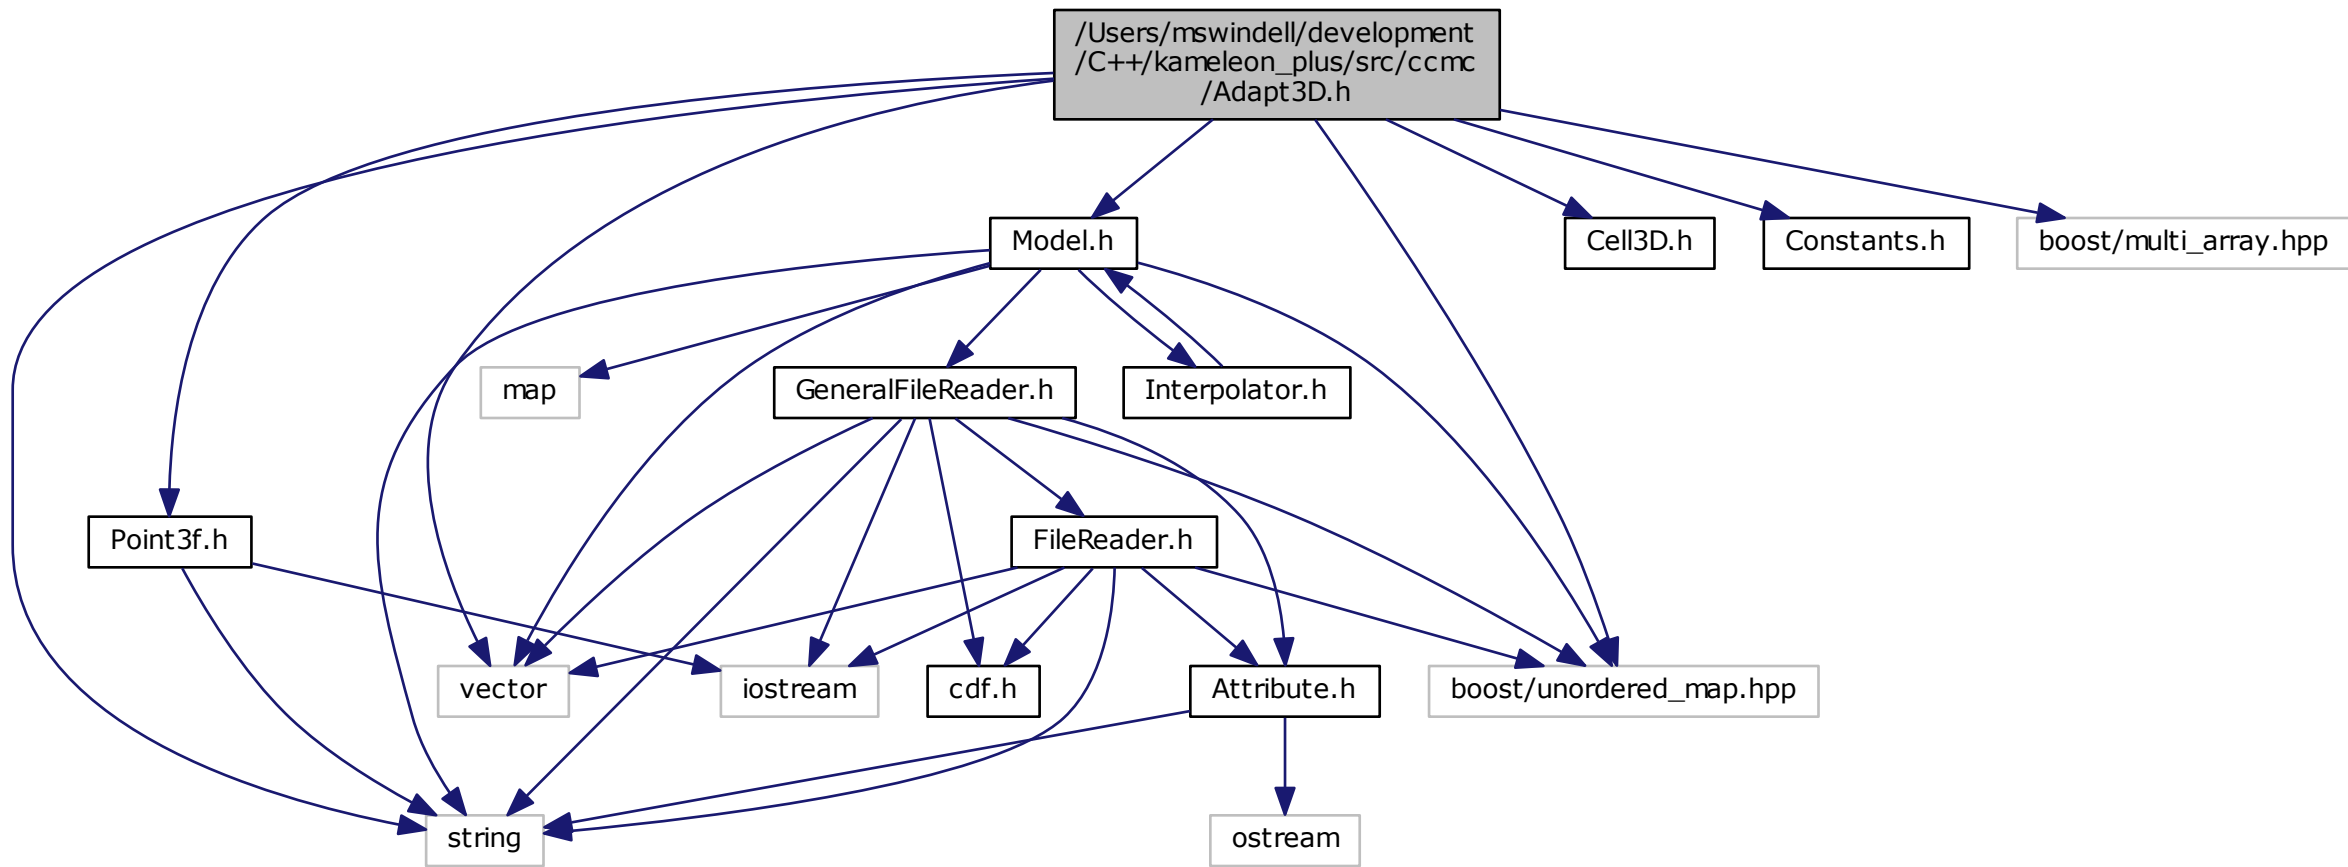 /Users/mswindell/development
/C++/kameleon_plus/src/ccmc
/Adapt3D.h
Model.h
Cell3D.h
Constants.h
boost/multi_array.hpp
map
GeneralFileReader.h
Interpolator.h
Point3f.h
FileReader.h
vector
iostream
cdf.h
Attribute.h
boost/unordered_map.hpp
string
ostream